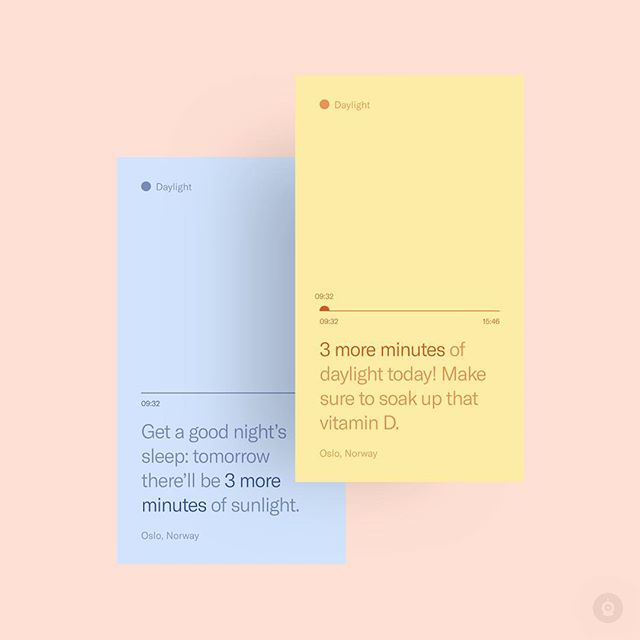 Daylight
09:32
Get a good night's
sleep: tomorrow
there'll be 3 more
minutes of sunlight.
Oslo, Norway
Daylight
09:32
09:32 15:46
3 more minutes of
daylight today! Make
sure to soak up that
vitamin D.
Oslo, Norway